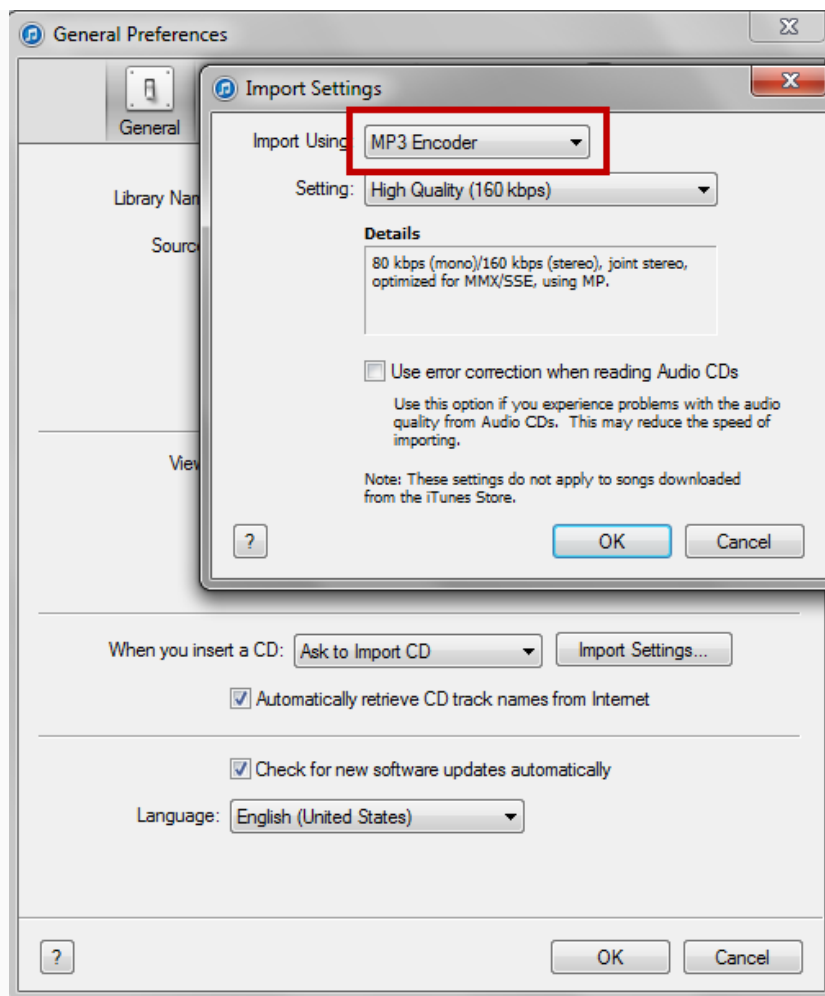 General Preferences
Import Settings
General
Import Using
MP3 Encoder
Library Nam
Setting:
High Quality (160 kbps)
Details
80 kbps (mono)/160 kbps (stereo), joint stereo,
optimized for MMX/SSE, using MP.
Use error correction when reading Audio CDs
Use this option if you experience problems with the audio
quality from Audio CDs. This may reduce the speed of
importing.
Note: These settings do not apply to songs downloaded
from the iTunes Store.
?
OK
Cancel
When you insert a CD:
Ask to Import CD
Import Settings...
Automatically retrieve CD track names from Internet
Check for new software updates automatically
Language:
English (United States)
?
OK
Cancel